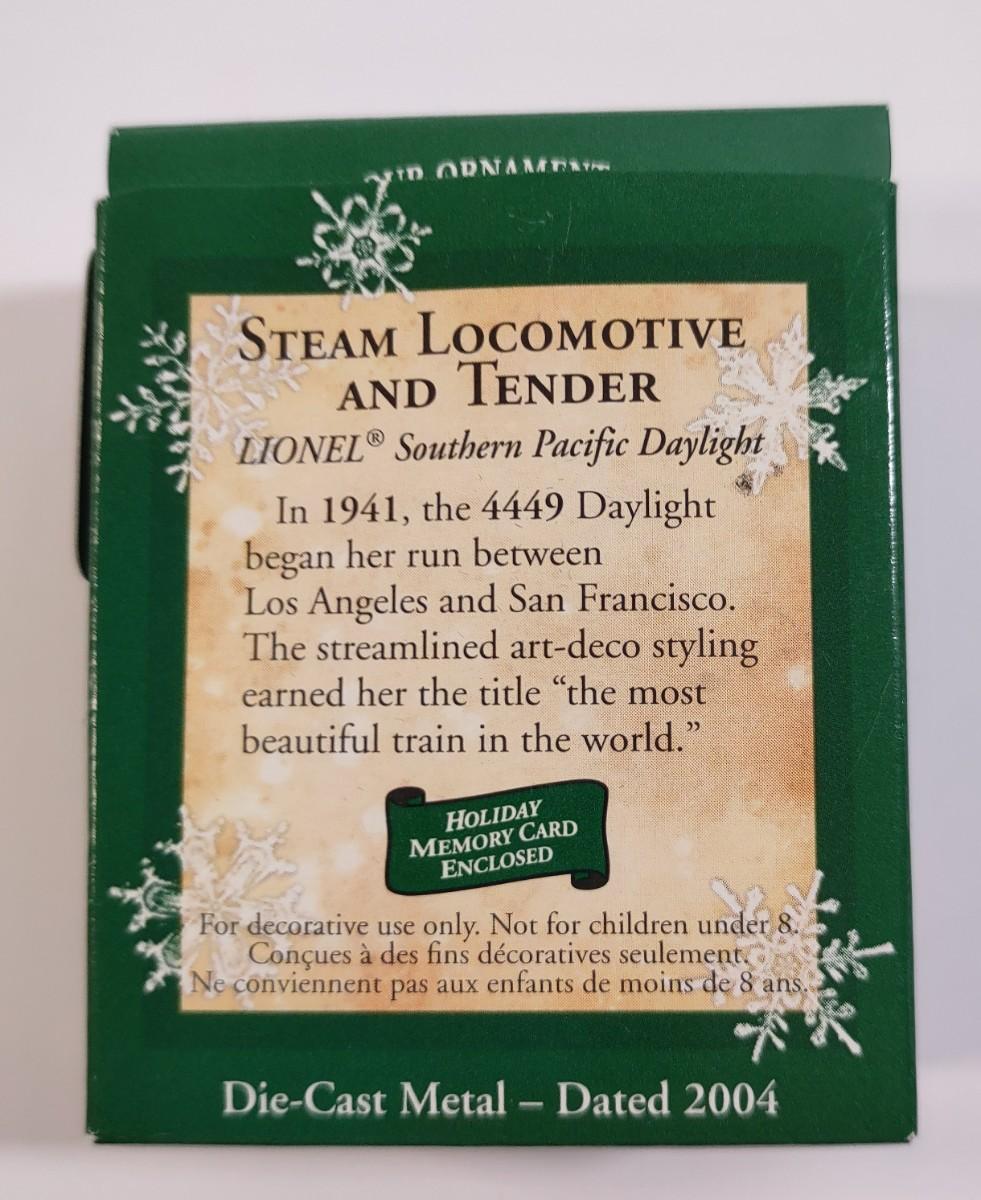 OUR ORNAMENT
STEAM LOCOMOTIVE
AND TENDER
LIONEL® Southern Pacific Daylight
In 1941, the 4449 Daylight
began her run between
Los Angeles and San Francisco.
The streamlined art-deco styling
earned her the title “the most
beautiful train in the world.”
HOLIDAY
MEMORY CARD
ENCLOSED
For decorative use only. Not for children under 8.
Conçues à des fins décoratives seulement.
Ne conviennent pas aux enfants de moins de 8 ans.
Die-Cast Metal – Dated 2004